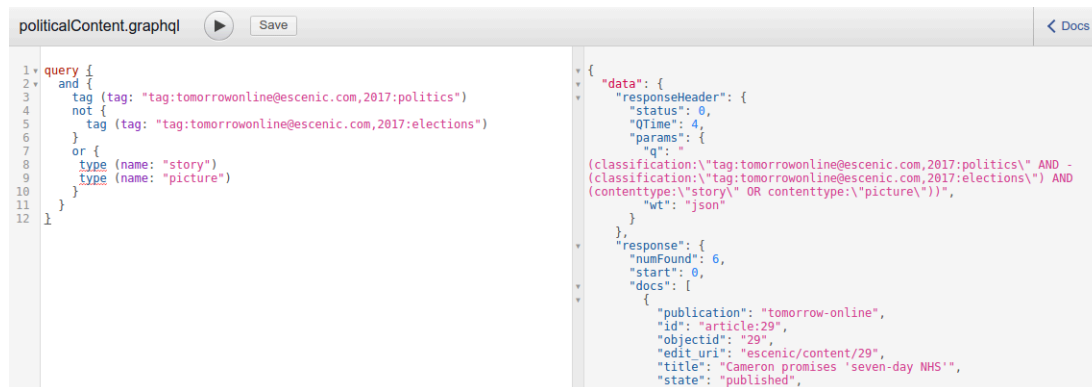 politicalContent.graphql
Save
Docs
1 query {
2 and {
3 tag (tag: "tag:tomorrowonline@escenic.com,2017:politics")
4 not {
5 tag (tag: "tag:tomorrowonline@escenic.com,2017:elections")
6 }
7 or {
8 type (name: "story")
9 type (name: "picture")
10 }
11 }
12 }
{
"data": {
"responseHeader": {
"status": 0,
"QTime": 4,
"params": {
"q": "
(classification:\"tag:tomorrowonline@escenic.com,2017:politics\" AND -
(classification:\"tag:tomorrowonline@escenic.com,2017:elections\") AND
(contenttype:\"story\" OR contenttype:\"picture\"))",
"wt": "json"
}
},
"response": {
"numFound": 6,
"start": 0,
"docs": [
{
"publication": "tomorrow-online",
"id": "article:29",
"objectid": "29",
"edit_uri": "escenic/content/29",
"title": "Cameron promises 'seven-day NHS'",
"state": "published",